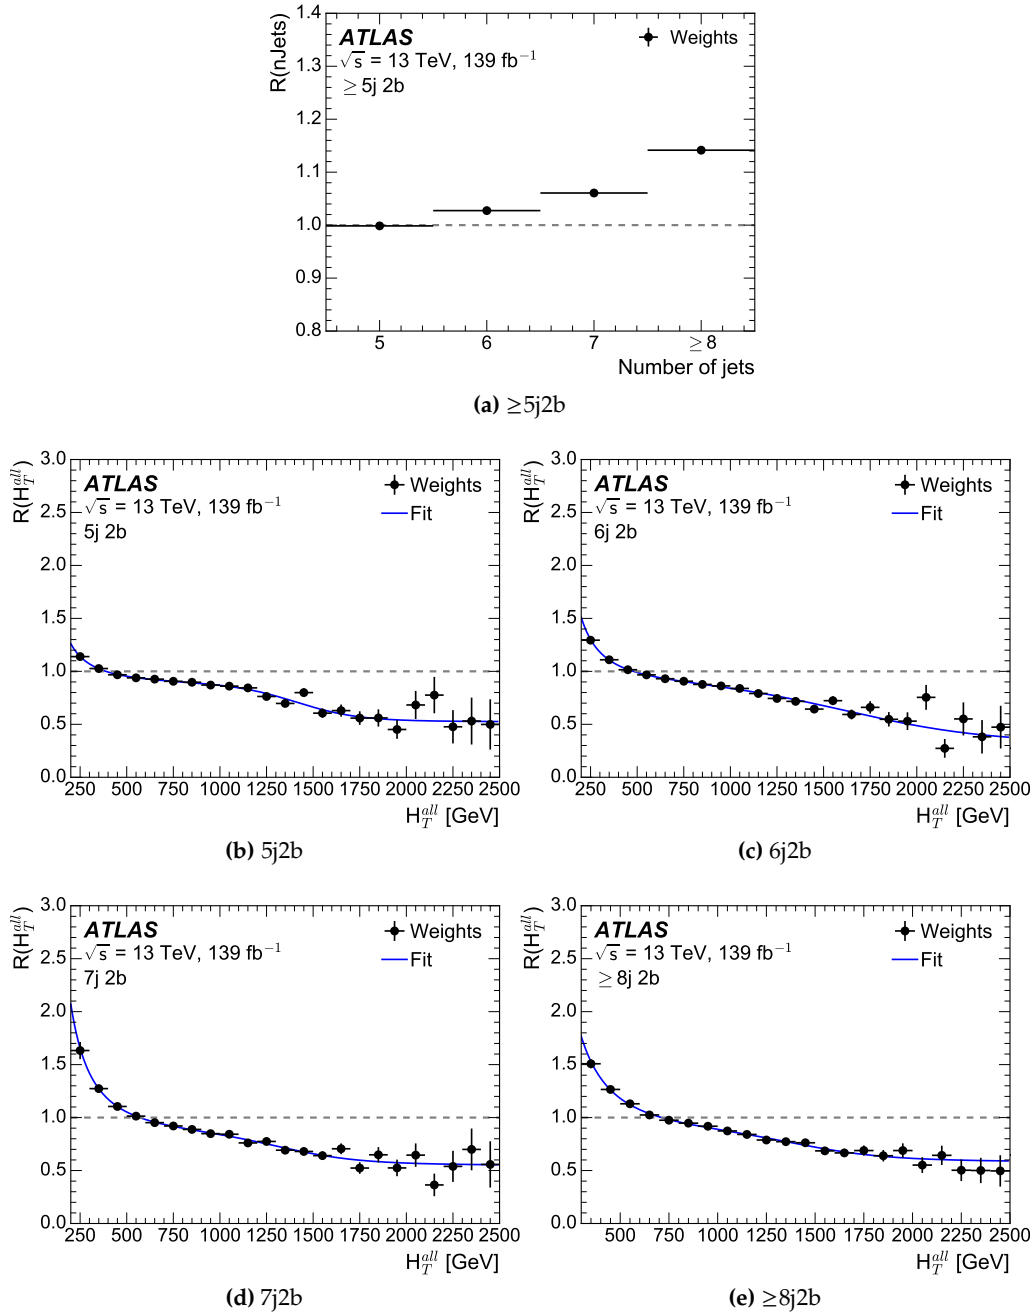 R(nJets)
1.4
1.3
1.2
1.1
1.0
0.9
0.8
ATLAS
√s = 13 TeV, 139 fb⁻¹
≥ 5j 2b
Weights
5 6 7 ≥ 8
Number of jets
(a) ≥5j2b
R(H_T^all)
3.0
2.5
2.0
1.5
1.0
0.5
0.0
ATLAS
√s = 13 TeV, 139 fb⁻¹
5j 2b
Weights
Fit
250 500 750 1000 1250 1500 1750 2000 2250 2500
H_T^all [GeV]
(b) 5j2b
R(H_T^all)
3.0
2.5
2.0
1.5
1.0
0.5
0.0
ATLAS
√s = 13 TeV, 139 fb⁻¹
6j 2b
Weights
Fit
250 500 750 1000 1250 1500 1750 2000 2250 2500
H_T^all [GeV]
(c) 6j2b
R(H_T^all)
3.0
2.5
2.0
1.5
1.0
0.5
0.0
ATLAS
√s = 13 TeV, 139 fb⁻¹
7j 2b
Weights
Fit
250 500 750 1000 1250 1500 1750 2000 2250 2500
H_T^all [GeV]
(d) 7j2b
R(H_T^all)
3.0
2.5
2.0
1.5
1.0
0.5
0.0
ATLAS
√s = 13 TeV, 139 fb⁻¹
≥ 8j 2b
Weights
Fit
500 750 1000 1250 1500 1750 2000 2250 2500
H_T^all [GeV]
(e) ≥8j2b